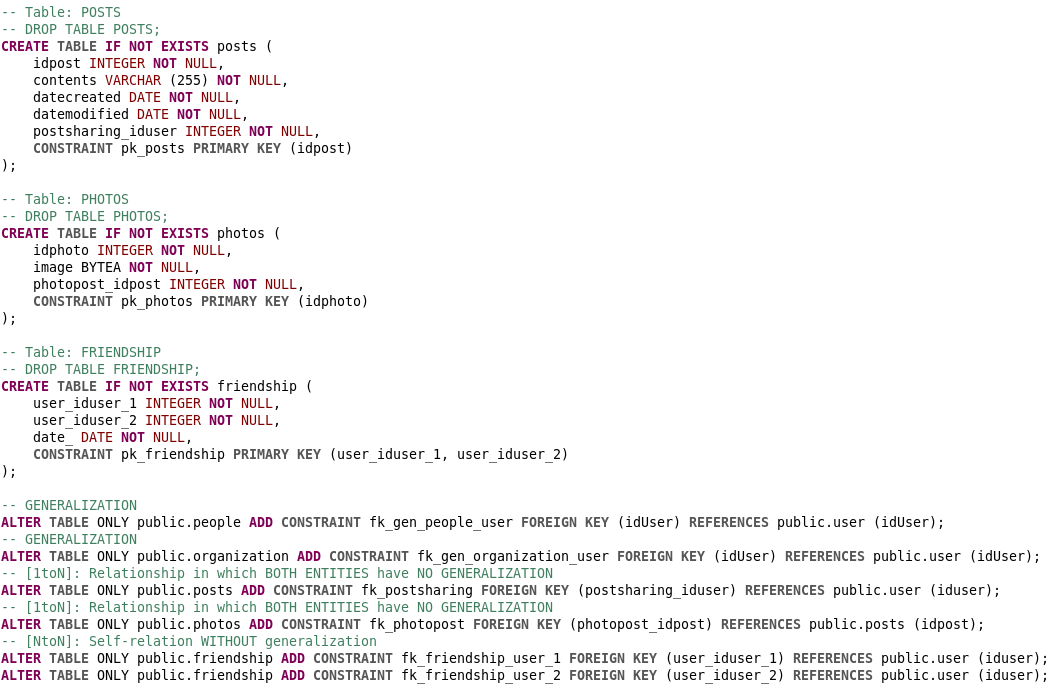 -- Table: POSTS
-- DROP TABLE POSTS;
CREATE TABLE IF NOT EXISTS posts (
    idpost INTEGER NOT NULL,
    contents VARCHAR (255) NOT NULL,
    datecreated DATE NOT NULL,
    datemodified DATE NOT NULL,
    postsharing_iduser INTEGER NOT NULL,
    CONSTRAINT pk_posts PRIMARY KEY (idpost)
);

-- Table: PHOTOS
-- DROP TABLE PHOTOS;
CREATE TABLE IF NOT EXISTS photos (
    idphoto INTEGER NOT NULL,
    image BYTEA NOT NULL,
    photopost_idpost INTEGER NOT NULL,
    CONSTRAINT pk_photos PRIMARY KEY (idphoto)
);

-- Table: FRIENDSHIP
-- DROP TABLE FRIENDSHIP;
CREATE TABLE IF NOT EXISTS friendship (
    user_iduser_1 INTEGER NOT NULL,
    user_iduser_2 INTEGER NOT NULL,
    date_ DATE NOT NULL,
    CONSTRAINT pk_friendship PRIMARY KEY (user_iduser_1, user_iduser_2)
);

-- GENERALIZATION
ALTER TABLE ONLY public.people ADD CONSTRAINT fk_gen_people_user FOREIGN KEY (idUser) REFERENCES public.user (idUser);
-- GENERALIZATION
ALTER TABLE ONLY public.organization ADD CONSTRAINT fk_gen_organization_user FOREIGN KEY (idUser) REFERENCES public.user (idUser);
-- [1toN]: Relationship in which BOTH ENTITIES have NO GENERALIZATION
ALTER TABLE ONLY public.posts ADD CONSTRAINT fk_postsharing FOREIGN KEY (postsharing_iduser) REFERENCES public.user (iduser);
-- [1toN]: Relationship in which BOTH ENTITIES have NO GENERALIZATION
ALTER TABLE ONLY public.photos ADD CONSTRAINT fk_photopost FOREIGN KEY (photopost_idpost) REFERENCES public.posts (idpost);
-- [NtoN]: Self-relation WITHOUT generalization
ALTER TABLE ONLY public.friendship ADD CONSTRAINT fk_friendship_user_1 FOREIGN KEY (user_iduser_1) REFERENCES public.user (iduser);
ALTER TABLE ONLY public.friendship ADD CONSTRAINT fk_friendship_user_2 FOREIGN KEY (user_iduser_2) REFERENCES public.user (iduser);